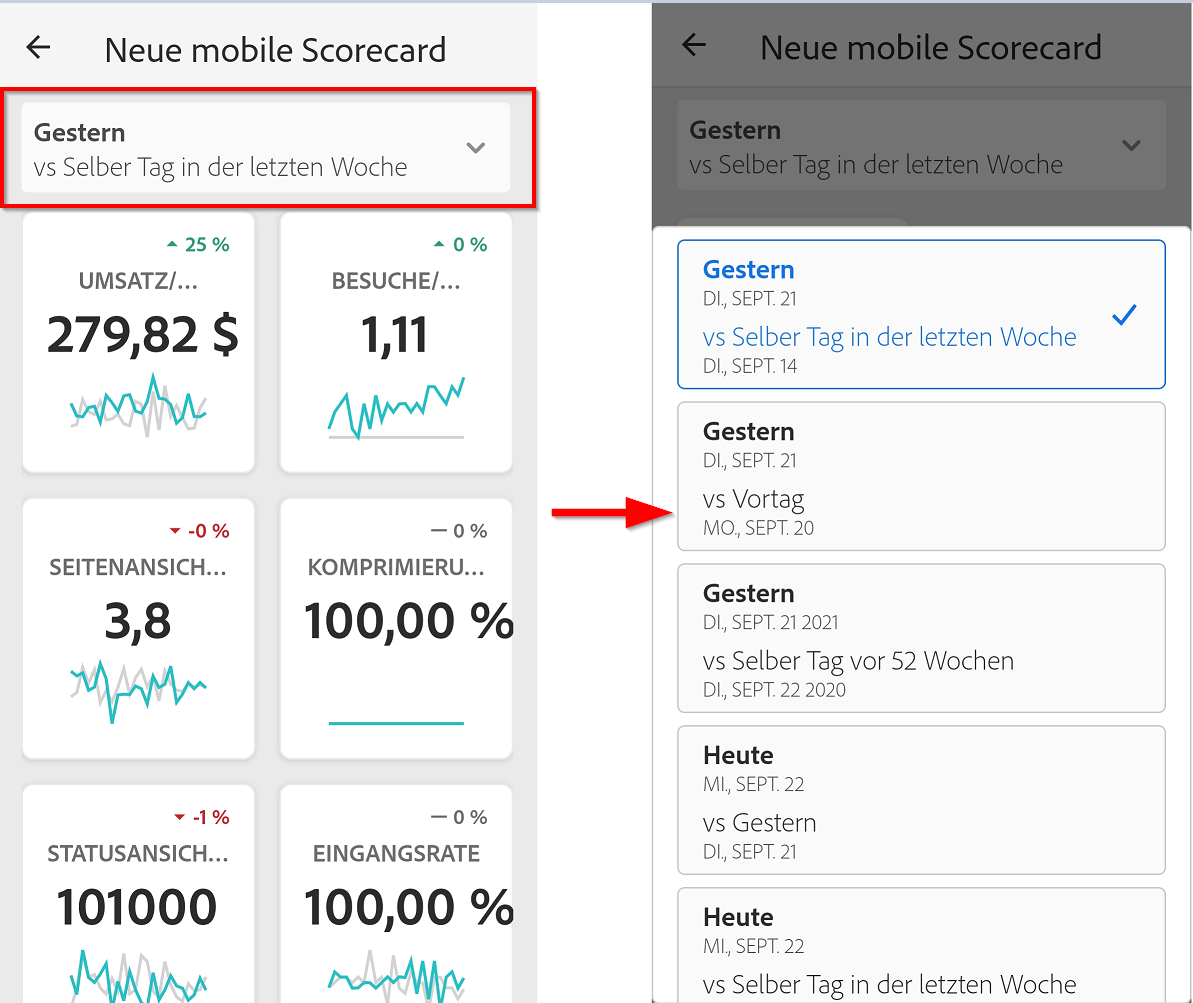 Neue mobile Scorecard
Gestern
vs Selber Tag in der letzten Woche
25 %
UMSATZ/...
279,82 $
0 %
BESUCHE/...
1,11
-0 %
SEITENANSICH...
3,8
0 %
KOMPRIMIERU...
100,00 %
-1 %
STATUSANSICH...
101000
0 %
EINGANGSRATE
100,00 %
Neue mobile Scorecard
Gestern
vs Selber Tag in der letzten Woche
Gestern
DI., SEPT. 21
vs Selber Tag in der letzten Woche
DI., SEPT. 14
Gestern
DI., SEPT. 21
vs Vortag
MO., SEPT. 20
Gestern
DI., SEPT. 21 2021
vs Selber Tag vor 52 Wochen
DI., SEPT. 22 2020
Heute
MI., SEPT. 22
vs Gestern
DI., SEPT. 21
Heute
MI., SEPT. 22
vs Selber Tag in der letzten Woche